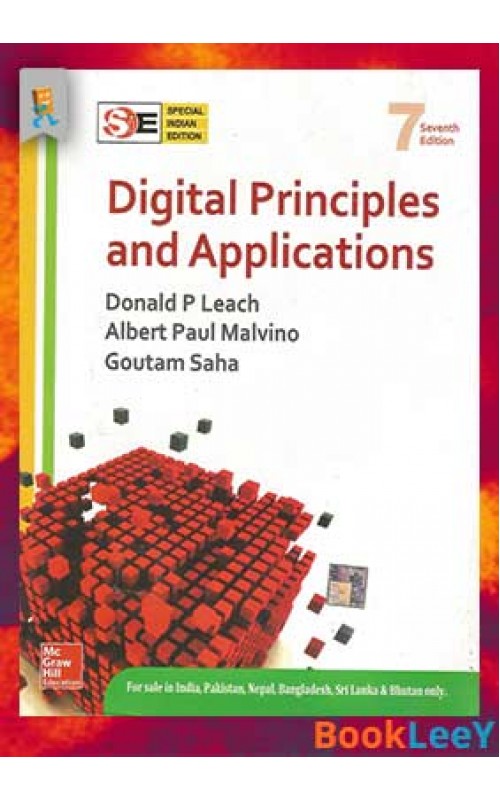 SIE
SPECIAL
INDIAN
EDITION
7
Seventh
Edition
Digital Principles
and Applications
Donald P Leach
Albert Paul Malvino
Goutam Saha
Mc
Graw
Hill
Education
For sale in India, Pakistan, Nepal, Bangladesh, Sri Lanka & Bhutan only.
BookLeeY